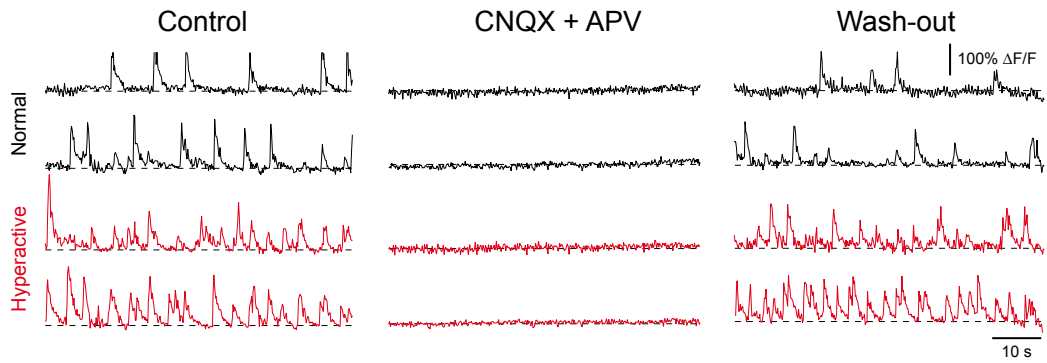 Control
CNQX + APV
Wash-out
100% ΔF/F
Normal
Hyperactive
10 s